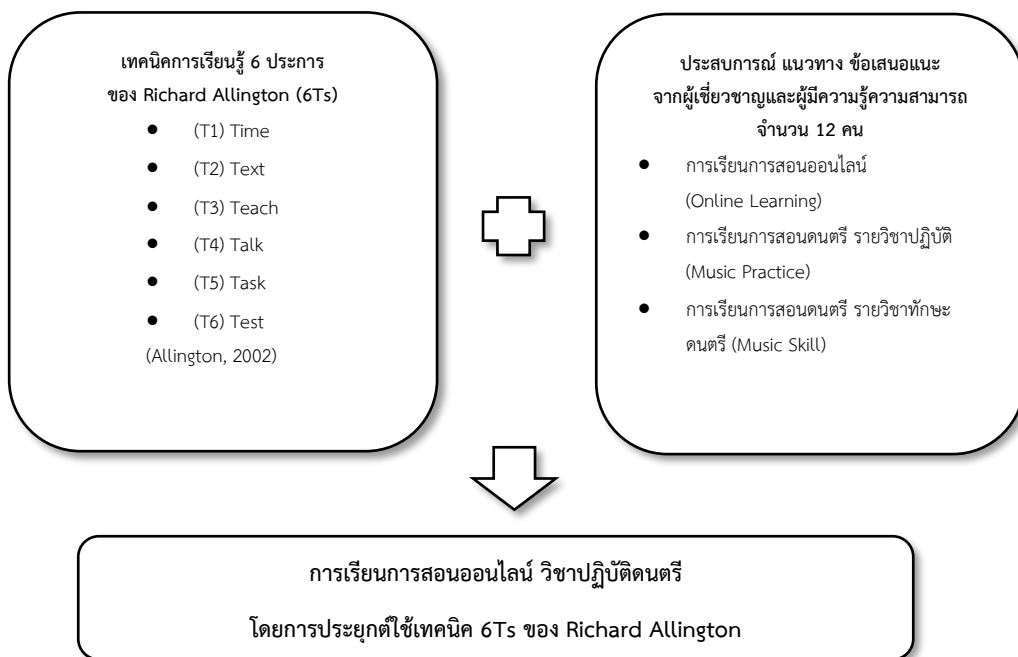 เทคนิคการเรียนรู้ 6 ประการ
ของ Richard Allington (6Ts)
● (T1) Time
● (T2) Text
● (T3) Teach
● (T4) Talk
● (T5) Task
● (T6) Test
(Allington, 2002)
ประสบการณ์ แนวทาง ข้อเสนอแนะ
จากผู้เชี่ยวชาญและผู้มีความรู้ความสามารถ
จำนวน 12 คน
● การเรียนการสอนออนไลน์
(Online Learning)
● การเรียนการสอนดนตรี รายวิชาปฏิบัติ
(Music Practice)
● การเรียนการสอนดนตรี รายวิชาทักษะ
ดนตรี (Music Skill)
การเรียนการสอนออนไลน์ วิชาปฏิบัติดนตรี
โดยการประยุกต์ใช้เทคนิค 6Ts ของ Richard Allington